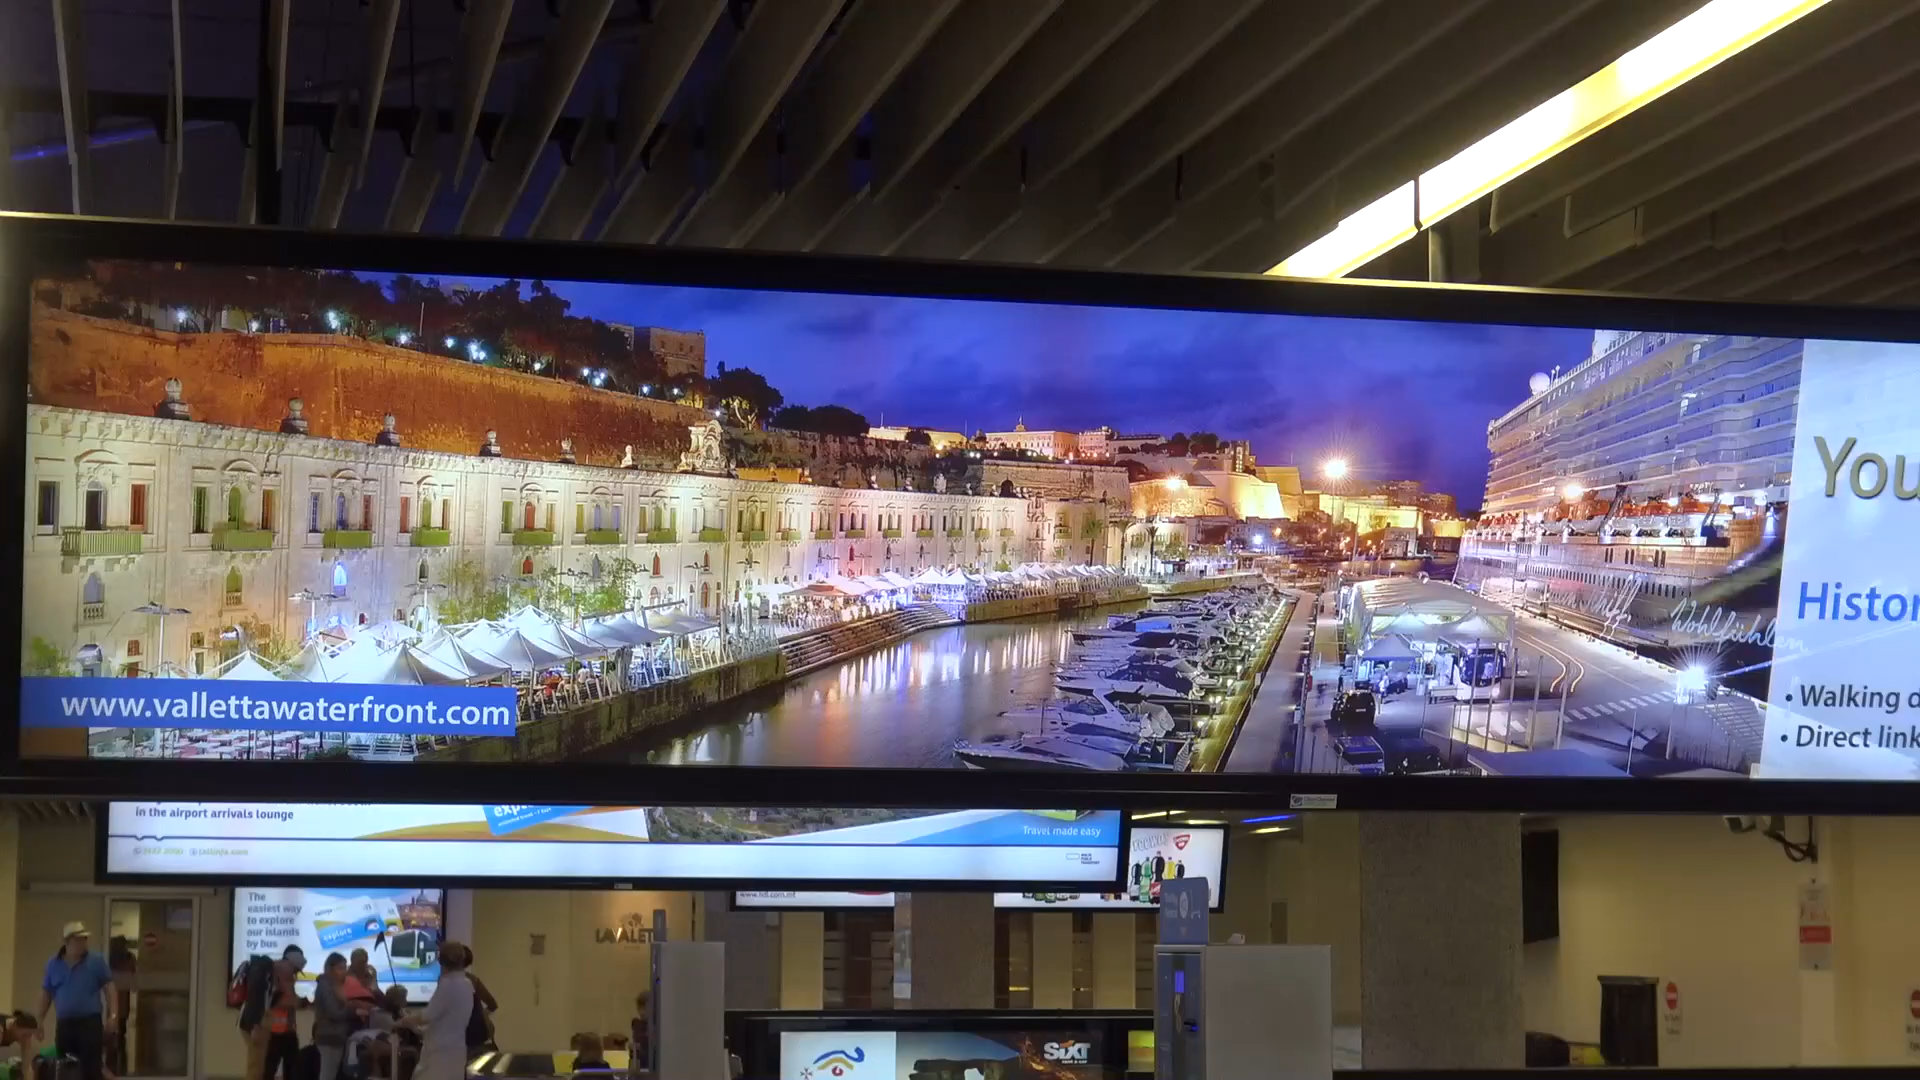 You
Histor
Wohlfühlen
• Walking d
• Direct link
www.vallettawaterfront.com
in the airport arrivals lounge
Travel made easy
The
easiest way
to explore
our islands
by bus
explore
SiXT